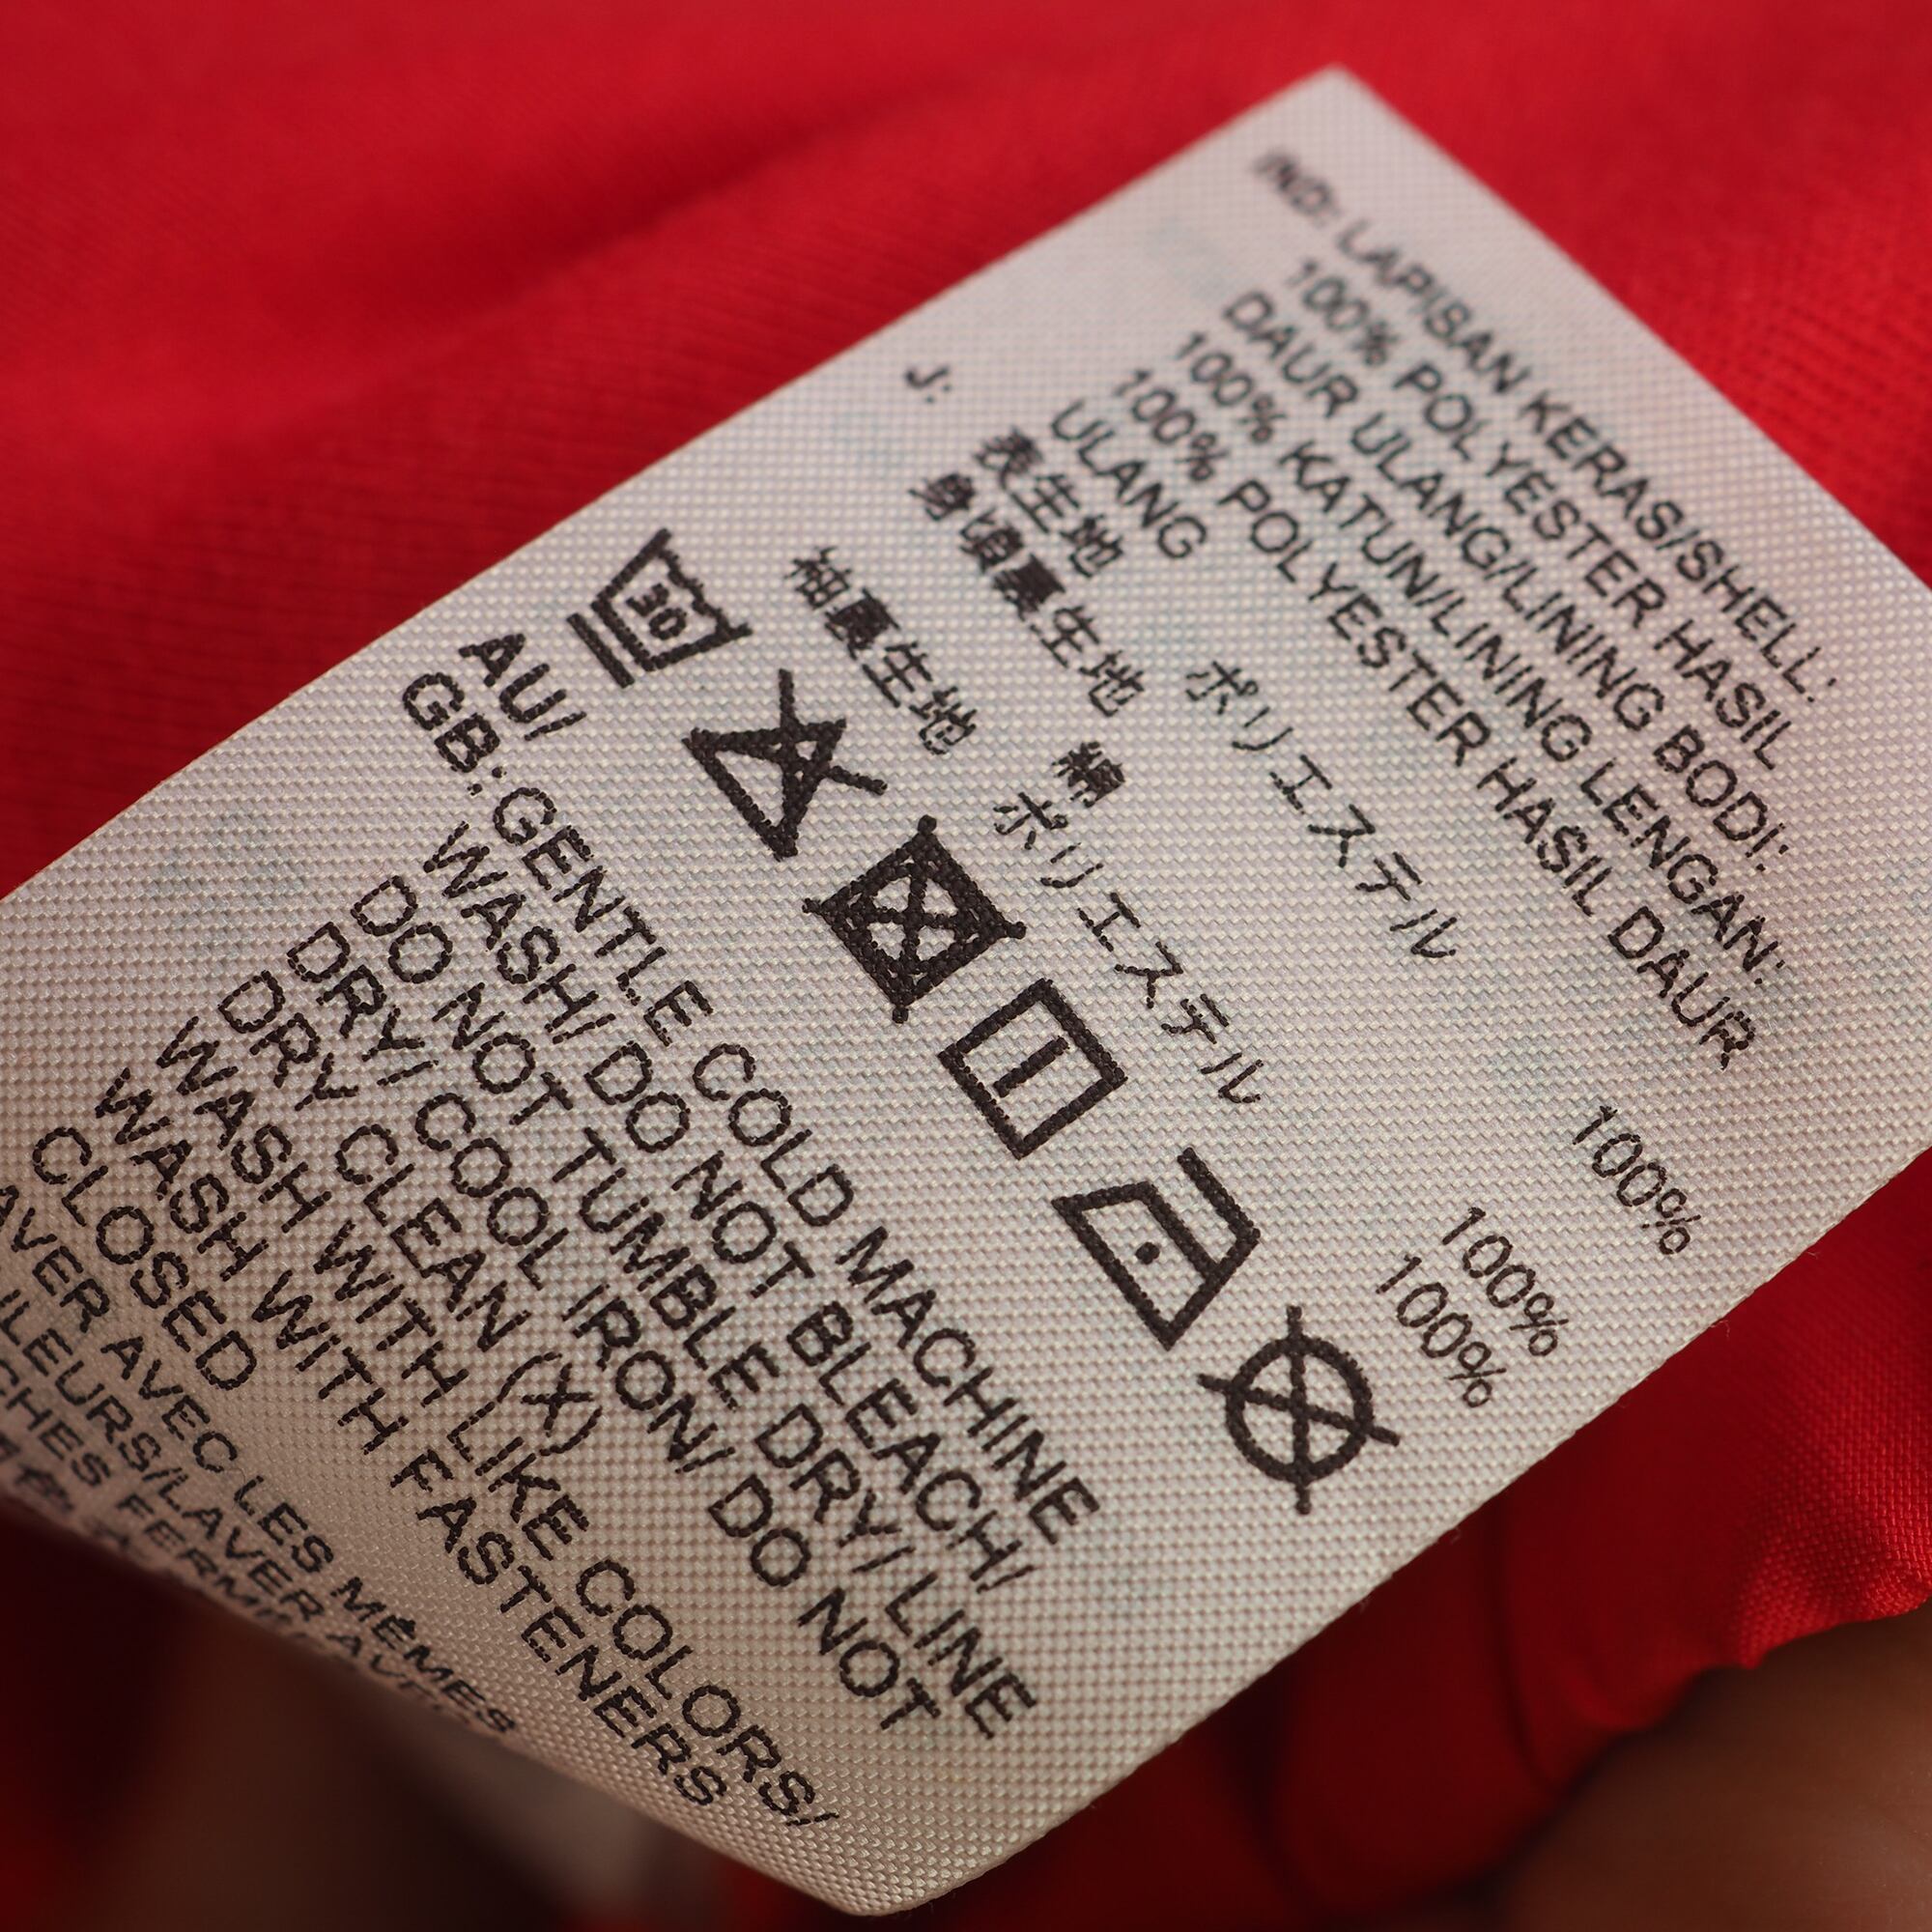 IND: LAPISAN KERAS/SHELL:
100% POLYESTER HASIL
DAUR ULANG/LINING BODI:
100% KATUN/LINING LENGAN:
100% POLYESTER HASIL DAUR
ULANG
J:
表生地 ポリエステル 100%
身頃裏生地 綿 100%
袖裏生地 ポリエステル 100%
30
AU/
GB: GENTLE COLD MACHINE
WASH/ DO NOT BLEACH/
DO NOT TUMBLE DRY/ LINE
DRY/ COOL IRON/ DO NOT
DRY CLEAN (X)
WASH WITH LIKE COLORS/
WASH WITH FASTENERS
CLOSED
AVEC LES MêMES